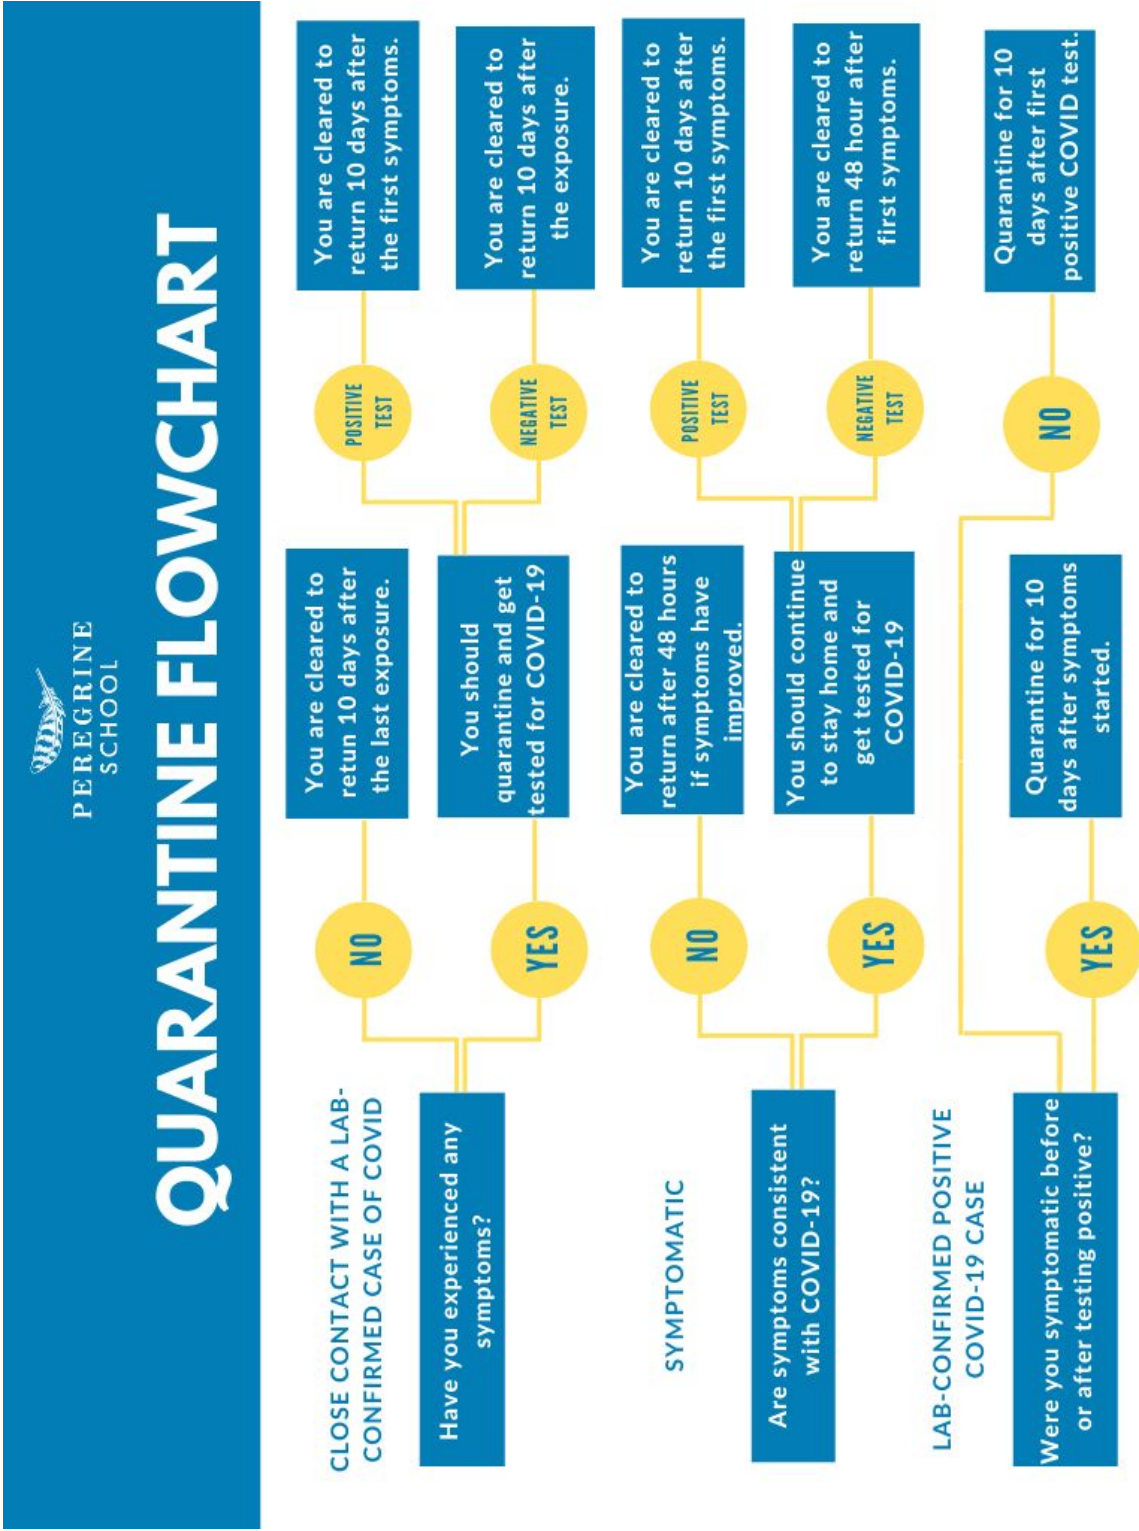 PEREGRINE
SCHOOL
QUARANTINE FLOWCHART
CLOSE CONTACT WITH A LAB-
CONFIRMED CASE OF COVID
Have you experienced any
symptoms?
NO
You are cleared to
retun 10 days after
the last exposure.
YES
You should
quarantine and get
tested for COVID-19
POSITIVE
TEST
You are cleared to
return 10 days after
the first symptoms.
NEGATIVE
TEST
You are cleared to
return 10 days after
the exposure.
SYMPTOMATIC
Are symptoms consistent
with COVID-19?
NO
You are cleared to
return after 48 hours
if symptoms have
improved.
YES
You should continue
to stay home and
get tested for
COVID-19
POSITIVE
TEST
You are cleared to
return 10 days after
the first symptoms.
NEGATIVE
TEST
You are cleared to
return 48 hour after
first symptoms.
LAB-CONFIRMED POSITIVE
COVID-19 CASE
Were you symptomatic before
or after testing positive?
NO
Quarantine for 10
days after first
positive COVID test.
YES
Quarantine for 10
days after symptoms
started.